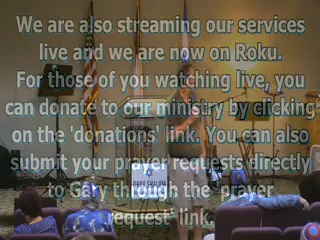 We are also streaming our services
live and we are now on Roku.
For those of you watching live, you
can donate to our ministry by clicking
on the 'donations' link. You can also
submit your prayer requests directly
to Gary through the 'prayer
request' link.